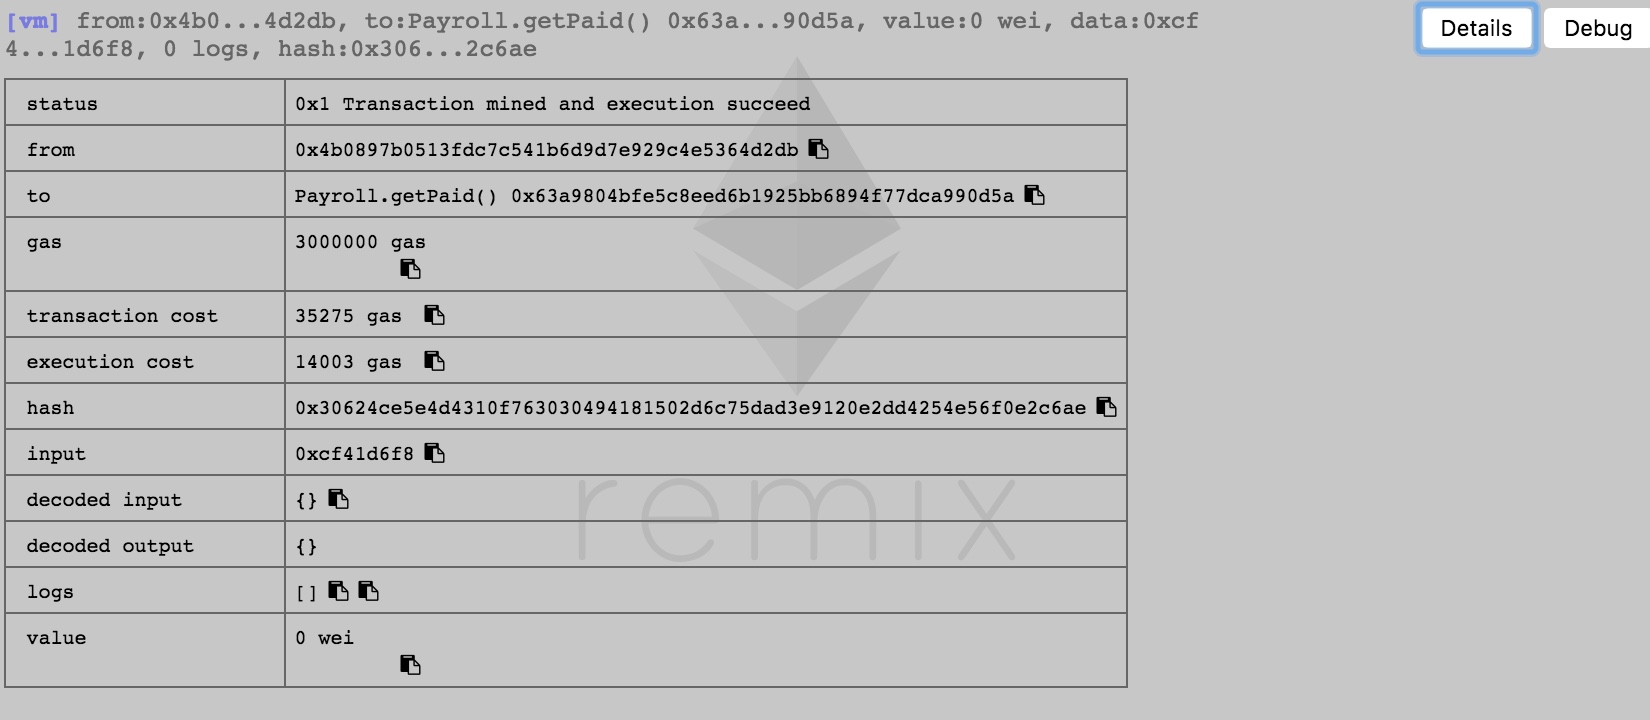 [vm] from:0x4b0...4d2db, to:Payroll.getPaid() 0x63a...90d5a, value:0 wei, data:0xcf
4...1d6f8, 0 logs, hash:0x306...2c6ae
Details
Debug
status 0x1 Transaction mined and execution succeed
from 0x4b0897b0513fdc7c541b6d9d7e929c4e5364d2db
to Payroll.getPaid() 0x63a9804bfe5c8eed6b1925bb6894f77dca990d5a
gas 3000000 gas
transaction cost 35275 gas
execution cost 14003 gas
hash 0x30624ce5e4d4310f763030494181502d6c75dad3e9120e2dd4254e56f0e2c6ae
input 0xcf41d6f8
decoded input {}
decoded output {}
logs []
value 0 wei
remix